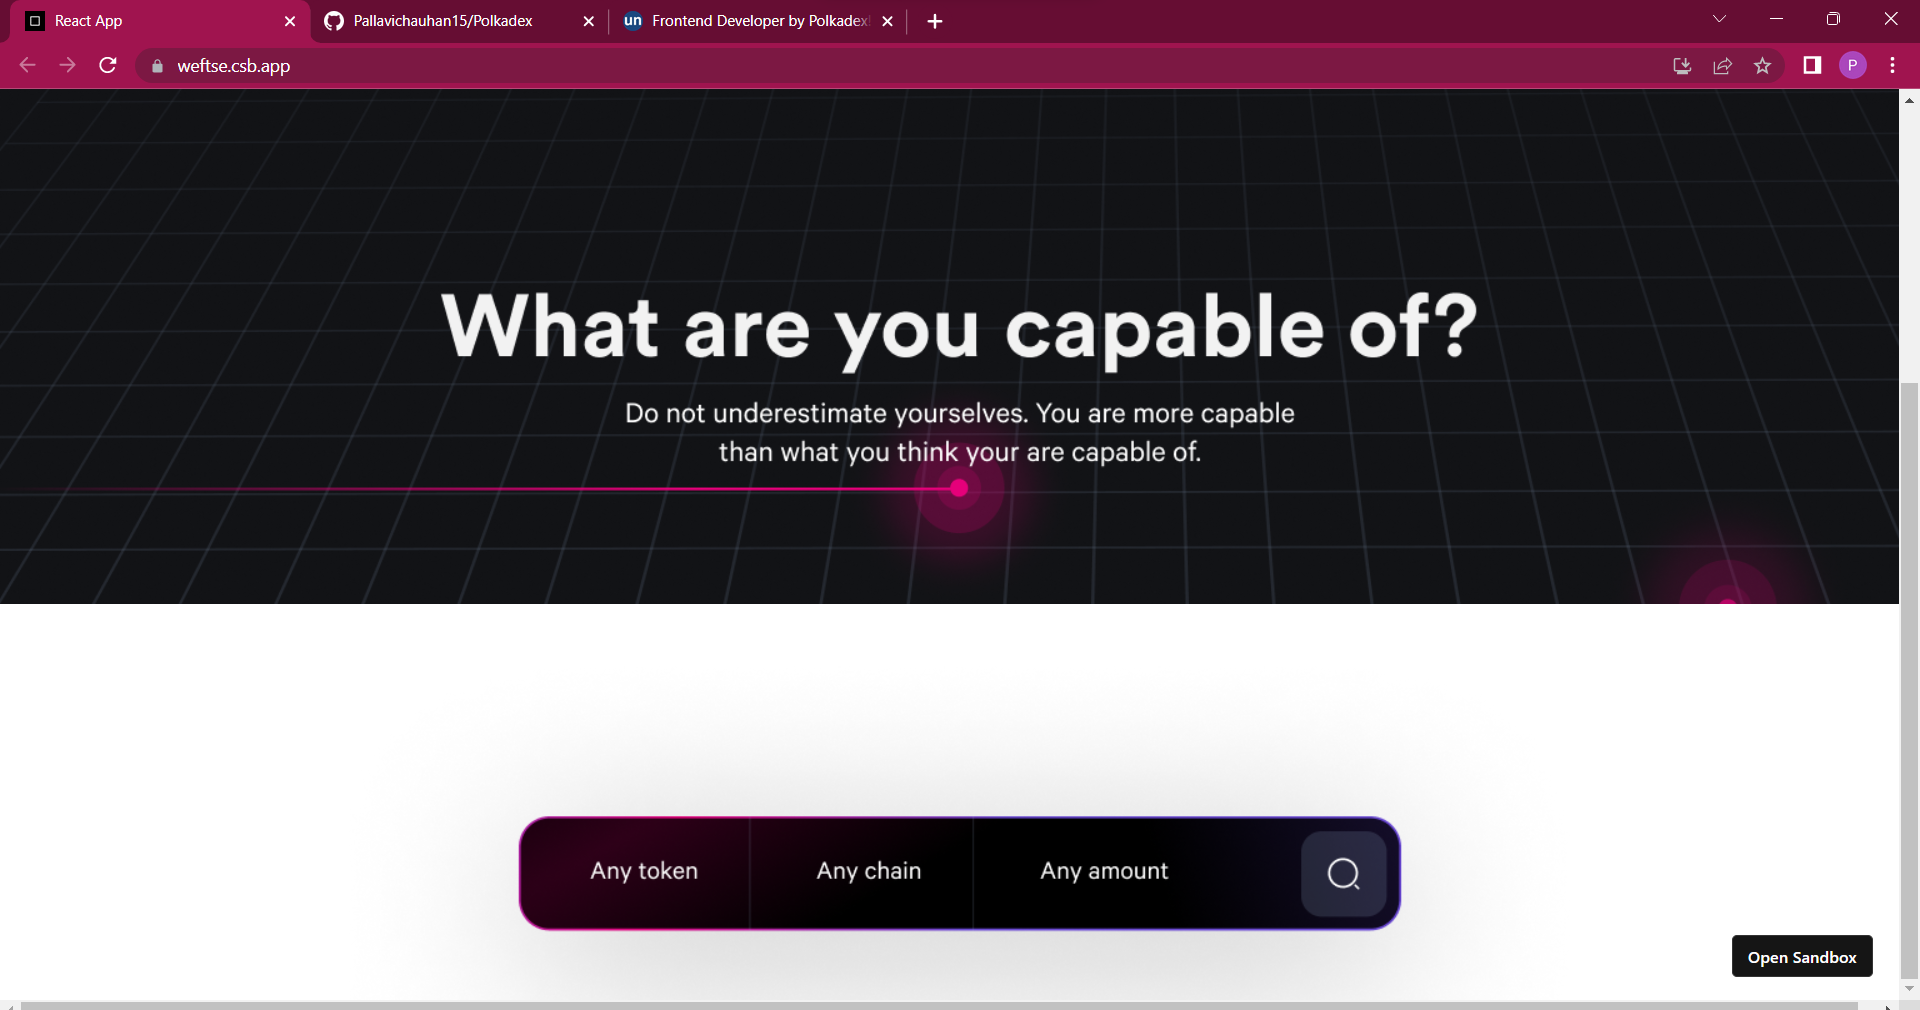 React App
Pallavichauhan15/Polkadex
un Frontend Developer by Polkadex
weftse.csb.app
P
What are you capable of?
Do not underestimate yourselves. You are more capable
than what you think your are capable of.
Any token
Any chain
Any amount
Open Sandbox